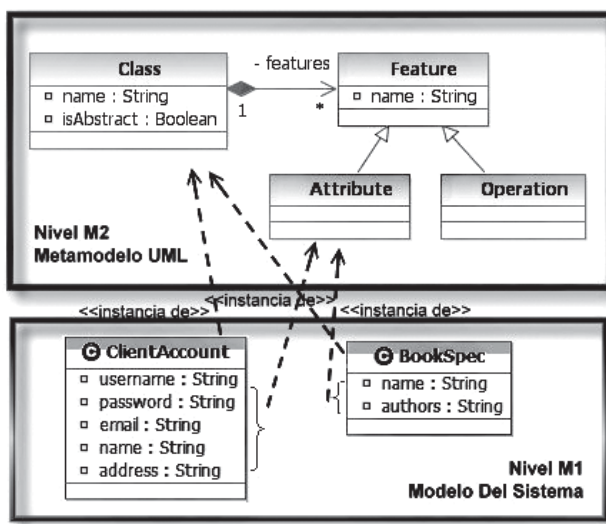 Class
name : String
isAbstract : Boolean
- features
1
*
Feature
name : String
Attribute
Operation
Nivel M2
Metamodelo UML
<<instancia de>>
<<instancia de>>
<<instancia de>>
C ClientAccount
username : String
password : String
email : String
name : String
address : String
C BookSpec
name : String
authors : String
Nivel M1
Modelo Del Sistema